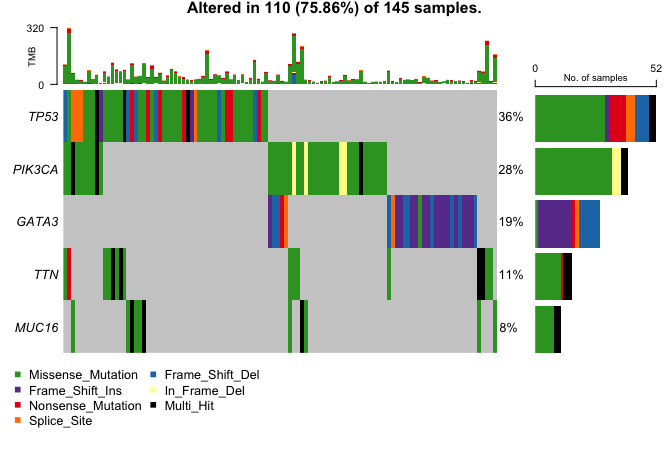 Altered in 110 (75.86%) of 145 samples.
320
TMB
0
0 52
No. of samples
TP53 36%
PIK3CA 28%
GATA3 19%
TTN 11%
MUC16 8%
Missense_Mutation Frame_Shift_Del
Frame_Shift_Ins In_Frame_Del
Nonsense_Mutation Multi_Hit
Splice_Site